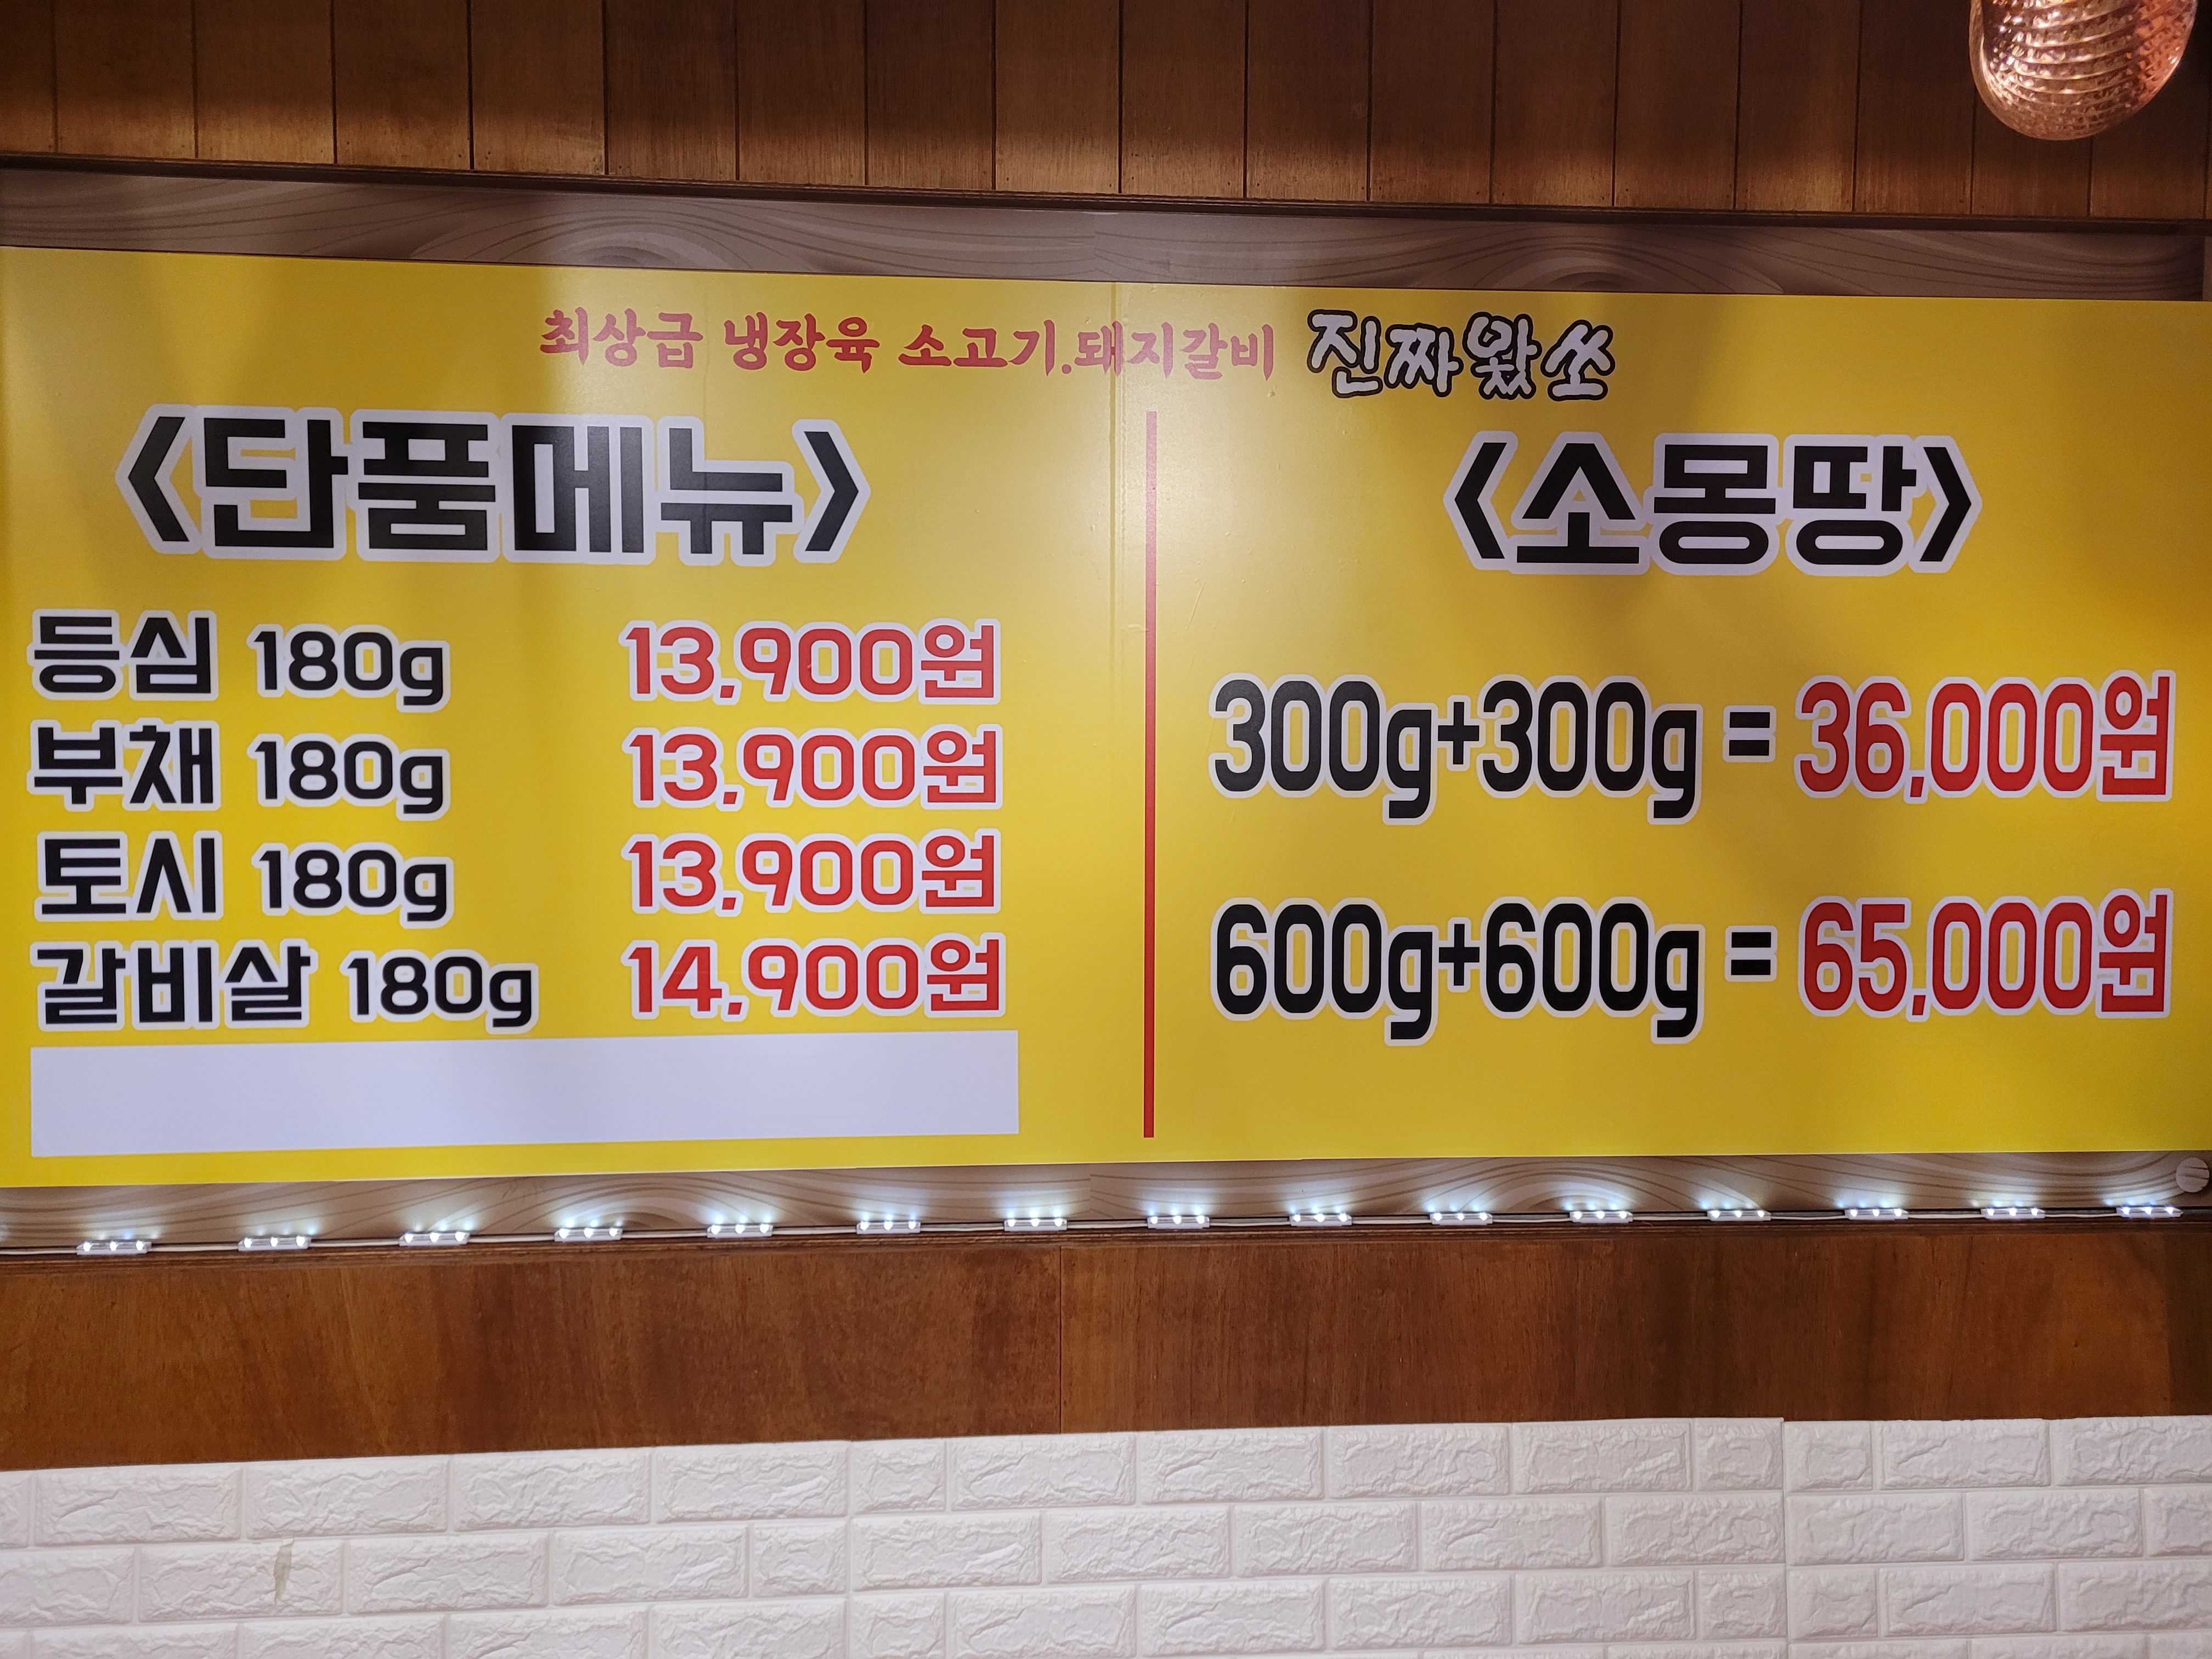 최상급 냉장육 소고기.돼지갈비 진짜왔쏘
<단품메뉴>
등심 180g 13,900원
부채 180g 13,900원
토시 180g 13,900원
갈비살 180g 14,900원
<소몽땅>
300g+300g = 36,000원
600g+600g = 65,000원